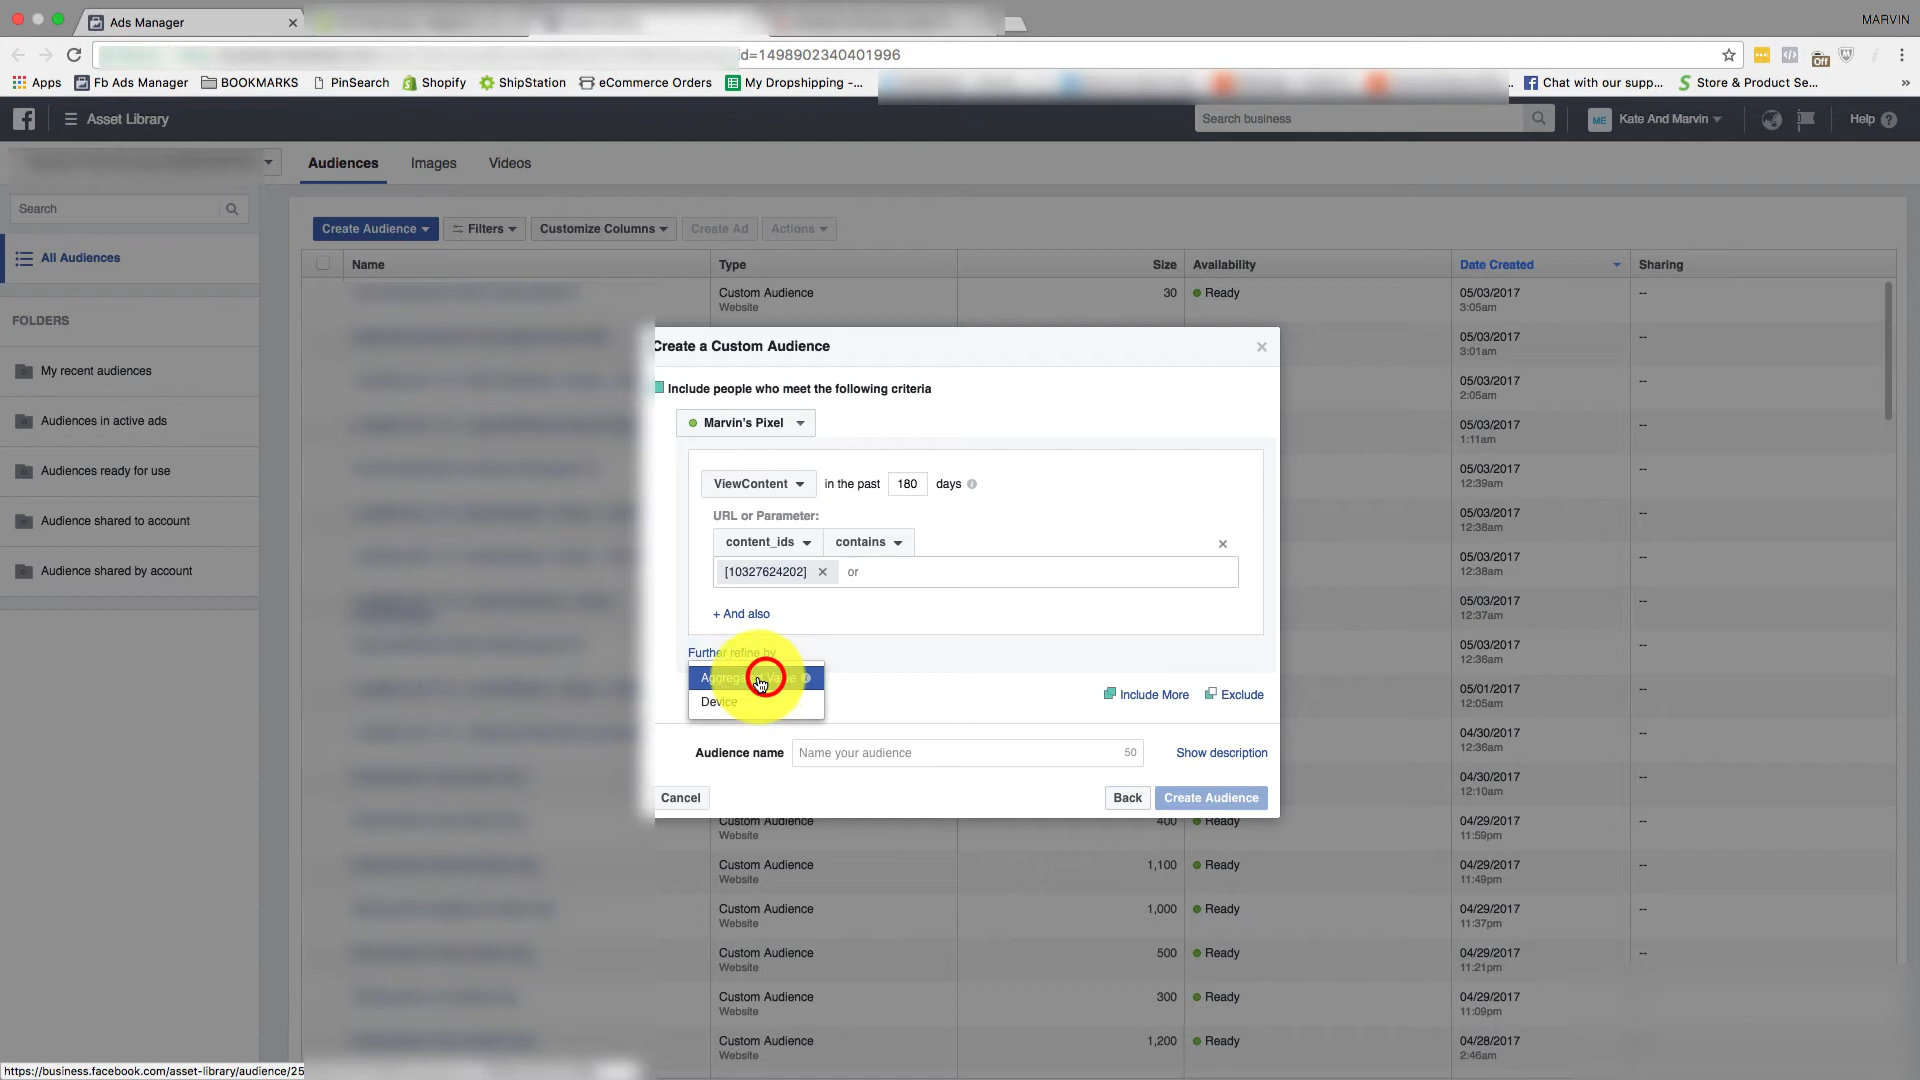 Ads Manager
MARVIN
id=1498902340401996
Apps Fb Ads Manager BOOKMARKS PinSearch Shopify ShipStation eCommerce Orders My Dropshipping -... Chat with our supp... Store & Product Se... »
Off
Asset Library
Search business
ME Kate And Marvin
Help
Audiences Images Videos
Search
Create Audience Filters Customize Columns Create Ad Actions
All Audiences
Name Type Size Availability Date Created Sharing
FOLDERS
My recent audiences
Audiences in active ads
Audiences ready for use
Audience shared to account
Audience shared by account
Custom Audience 30 Ready 05/03/2017 --
Website 3:05am
05/03/2017 --
3:01am
05/03/2017 --
2:05am
05/03/2017 --
1:11am
05/03/2017 --
12:39am
05/03/2017 --
12:38am
05/03/2017 --
12:38am
05/03/2017 --
12:37am
05/03/2017 --
12:36am
05/01/2017 --
12:05am
04/30/2017 --
12:36am
04/30/2017 --
12:10am
Custom Audience 400 Ready 04/29/2017 --
Website 11:59pm
Custom Audience 1,100 Ready 04/29/2017 --
Website 11:49pm
Custom Audience 1,000 Ready 04/29/2017 --
Website 11:37pm
Custom Audience 500 Ready 04/29/2017 --
Website 11:21pm
Custom Audience 300 Ready 04/29/2017 --
Website 11:09pm
Custom Audience 1,200 Ready 04/28/2017 --
Website 2:46am
Create a Custom Audience
Include people who meet the following criteria
Marvin's Pixel
ViewContent in the past 180 days
URL or Parameter:
content_ids contains
[10327624202] or
+ And also
Further refine by
Aggregated Value
Device
Include More Exclude
Audience name Name your audience 50 Show description
Cancel Back Create Audience
https://business.facebook.com/asset-library/audience/25